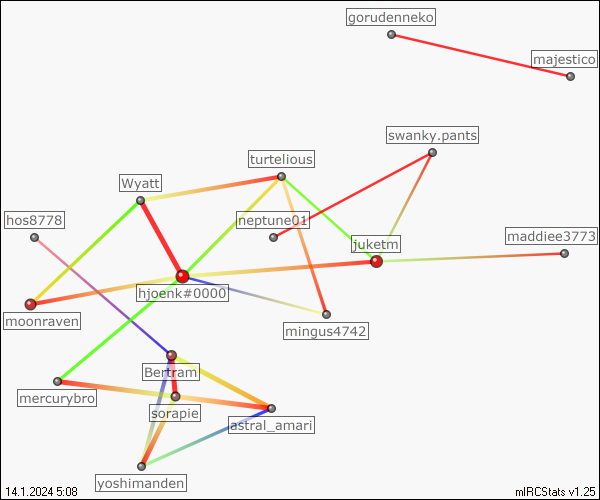 gorudenneko
majestico
swanky.pants
turtelious
Wyatt
hos8778
neptune01
juketm
maddiee3773
hjoenk#0000
moonraven
mingus4742
Bertram
mercurybro
sorapie
astral_amari
yoshimanden
14.1.2024 5:08
mIRCStats v1.25